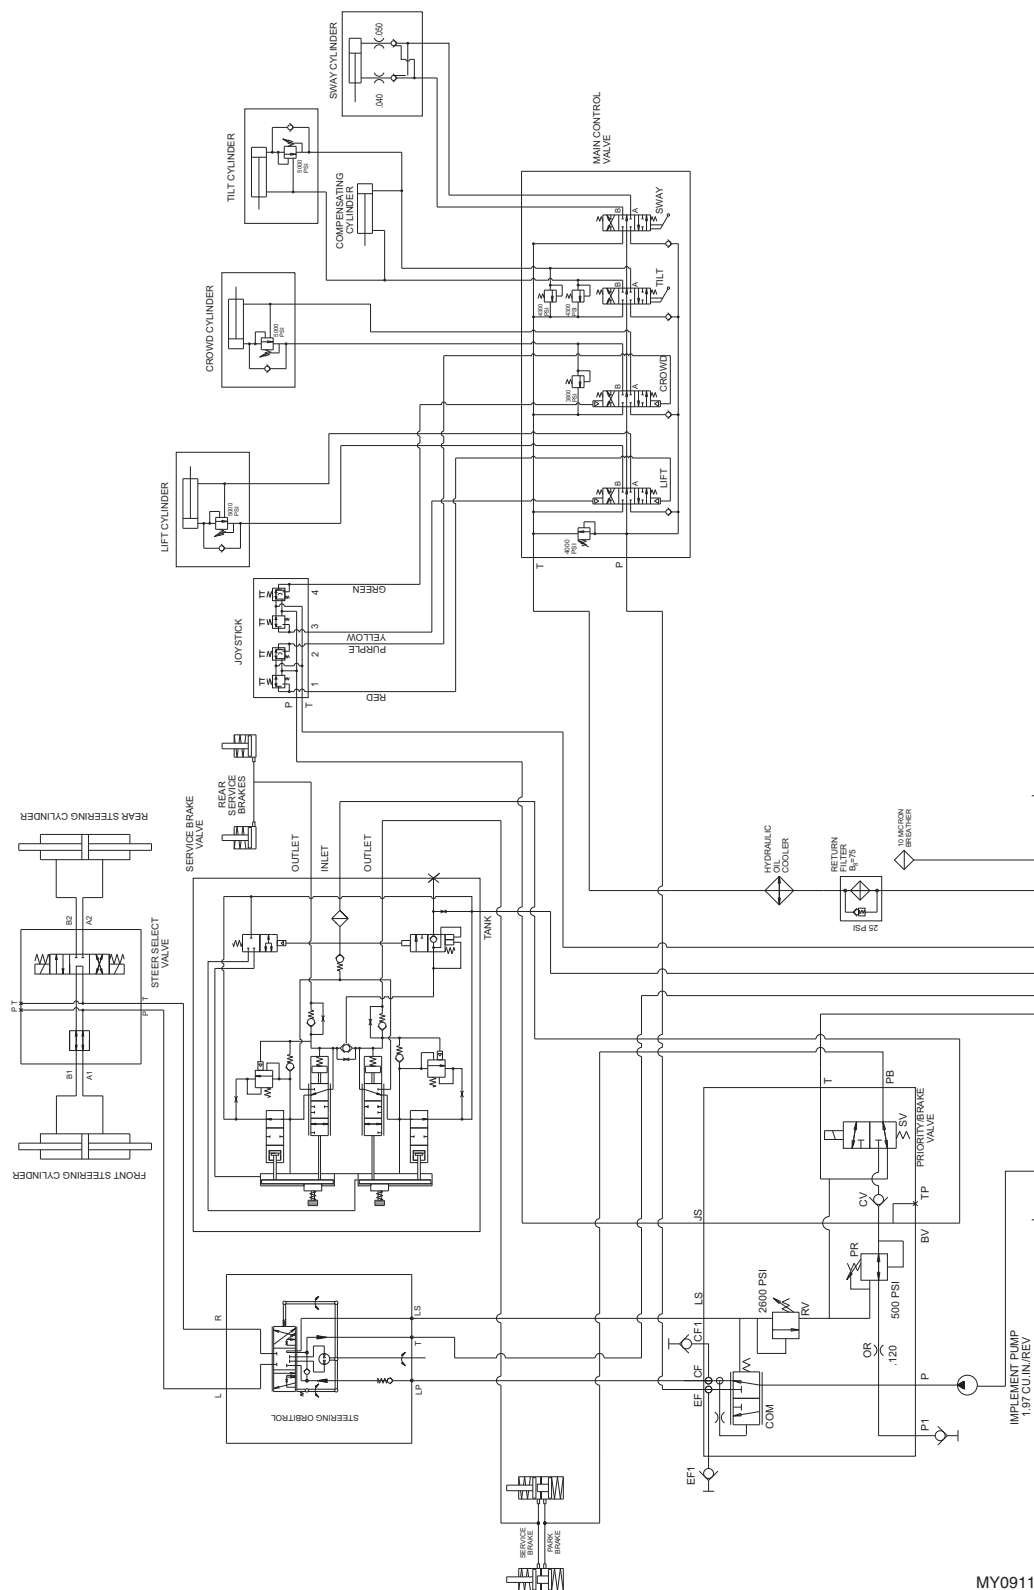 SWAY CYLINDER
.040
.050
TILT CYLINDER
5000
PSI
COMPENSATING
CYLINDER
CROWD CYLINDER
5000
PSI
LIFT CYLINDER
5000
PSI
MAIN CONTROL
VALVE
SWAY
B
A
TILT
B
A
4300
PSI
4300
PSI
CROWD
B
A
3800
PSI
LIFT
B
A
4000
PSI
T
P
JOYSTICK
1
2
3
4
P
T
RED
PURPLE
YELLOW
GREEN
REAR
SERVICE
BRAKES
SERVICE BRAKE
VALVE
OUTLET
INLET
OUTLET
TANK
REAR STEERING CYLINDER
B2
A2
STEER SELECT
VALVE
P T
P
T
B1
A1
FRONT STEERING CYLINDER
HYDRAULIC
OIL
COOLER
RETURN
FILTER
25 PSI
10 MICRON
BREATHER
STEERING ORBITROL
L
R
LP
T
LS
SERVICE
BRAKE
PARK
BRAKE
PRIORITY/BRAKE
VALVE
T
PB
SV
CV
TP
BV
JS
PR
500 PSI
LS
2600 PSI
RV
OR
.120
CF1
CF
EF
EF1
COM
P
P1
IMPLEMENT PUMP
1.97 CU.IN./REV
MY0911